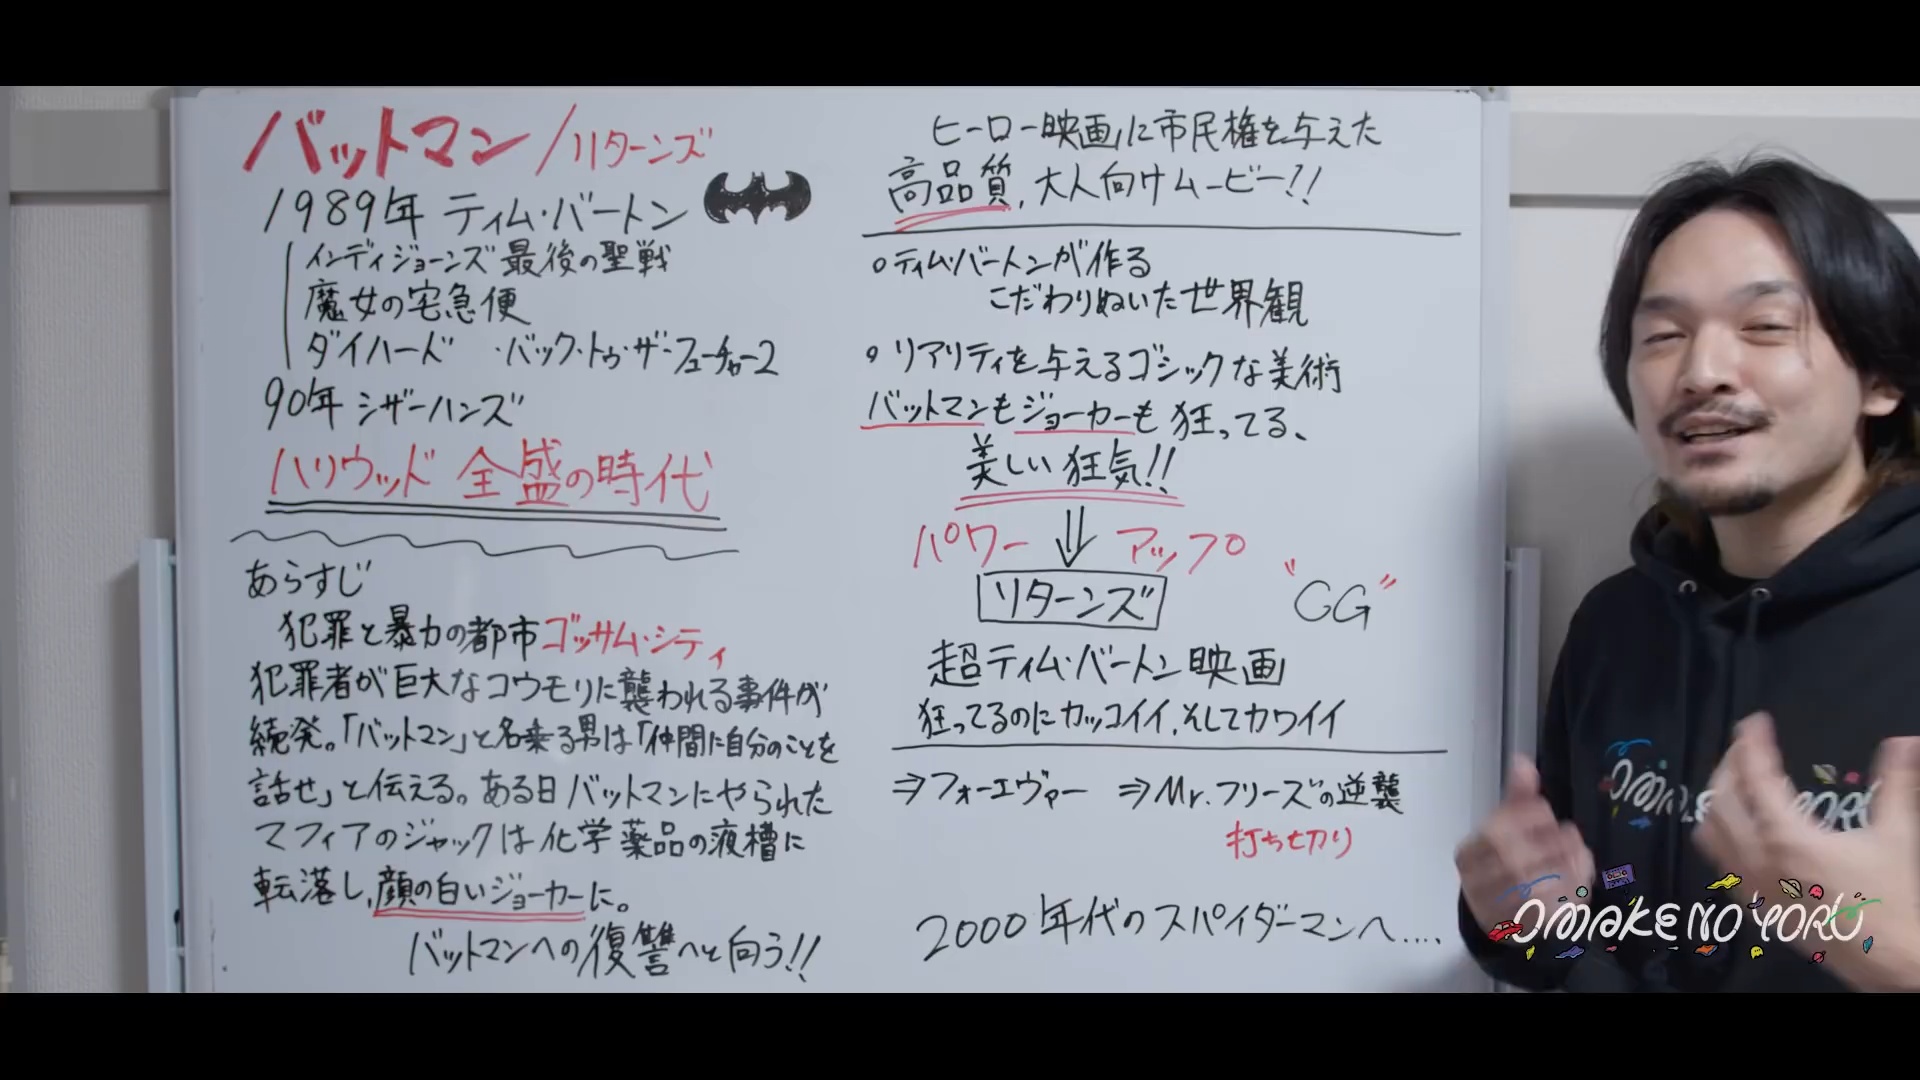 バットマン/リターンズ
1989年 ティム・バートン
インディジョーンズ 最後の聖戦
魔女の宅急便
ダイハード ・バック・トゥ・ザ・フューチャー2
90年 シザーハンズ
ハリウッド 全盛の時代
あらすじ
犯罪と暴力の都市 ゴッサム・シティ
犯罪者が巨大なコウモリに襲われる事件が
続発。「バットマン」と名乗る男は「仲間に自分のことを
話せ」と伝える。ある日バットマンにやられた
マフィアのジャックは化学薬品の液槽に
転落し、顔の白いジョーカーに。
バットマンへの復讐へと向う!!
ヒーロー映画に市民権を与えた
高品質、大人向けムービー!!
○ティム・バートンが作る
こだわりぬいた世界観
○リアリティを与えるゴシックな美術
バットマンもジョーカーも狂ってる、
美しい狂気!!
パワー ⇓ アップ
リターンズ
"CG"
超ティム・バートン映画
狂ってるのにカッコイイ、そしてカワイイ
⇒フォーエヴァー ⇒Mr.フリーズの逆襲
打ち切り
2000年代のスパイダーマンへ....
OMAKE NO YORU